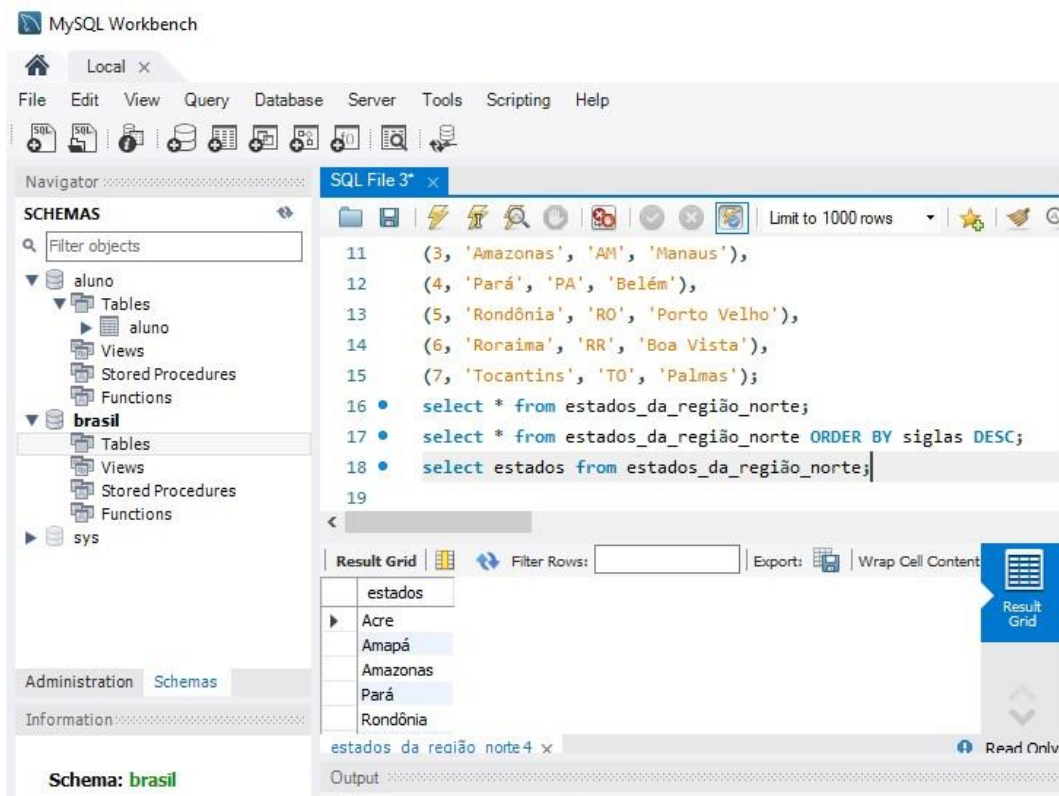 MySQL Workbench
Local ×
File Edit View Query Database Server Tools Scripting Help
Navigator
SCHEMAS
Filter objects
aluno
Tables
aluno
Views
Stored Procedures
Functions
brasil
Tables
Views
Stored Procedures
Functions
sys
Administration Schemas
Information
Schema: brasil
SQL File 3* ×
Limit to 1000 rows
11 (3, 'Amazonas', 'AM', 'Manaus'),
12 (4, 'Pará', 'PA', 'Belém'),
13 (5, 'Rondônia', 'RO', 'Porto Velho'),
14 (6, 'Roraima', 'RR', 'Boa Vista'),
15 (7, 'Tocantins', 'TO', 'Palmas');
16 select * from estados_da_região_norte;
17 select * from estados_da_região_norte ORDER BY siglas DESC;
18 select estados from estados_da_região_norte;
19
Result Grid Filter Rows: Export: Wrap Cell Content
estados
Acre
Amapá
Amazonas
Pará
Rondônia
Result
Grid
estados_da_região_norte 4 × Read Only
Output